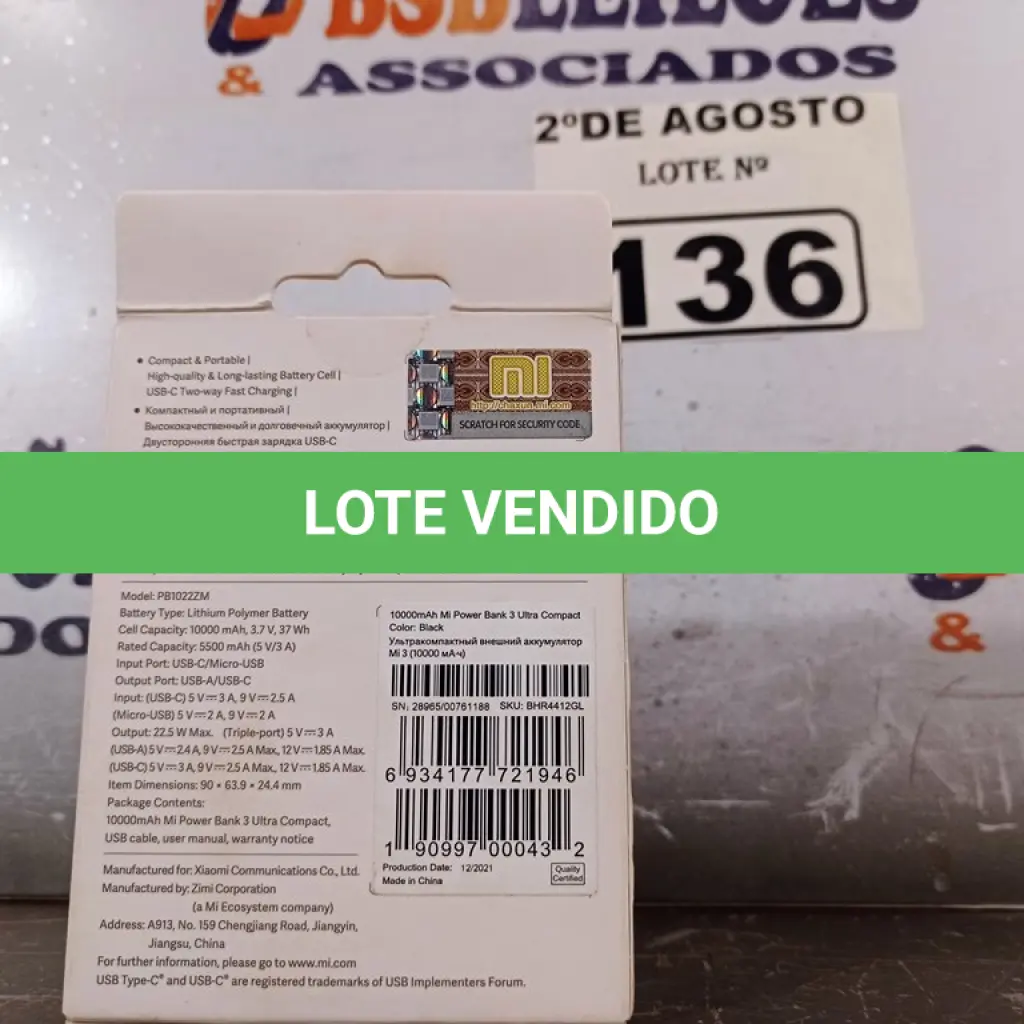 BSBLEILÕES
& ASSOCIADOS
2ºDE AGOSTO
LOTE Nº
136
• Compact & Portable |
High-quality & Long-lasting Battery Cell |
USB-C Two-way Fast Charging |
• Компактный и портативный |
Высококачественный и долговечный аккумулятор |
Двусторонняя быстрая зарядка USB-C
mi
http://chaxun.mi.com
SCRATCH FOR SECURITY CODE
LOTE VENDIDO
&
Model: PB1022ZM
Battery Type: Lithium Polymer Battery
Cell Capacity: 10000 mAh, 3.7 V, 37 Wh
Rated Capacity: 5500 mAh (5 V/3 A)
Input Port: USB-C/Micro-USB
Output Port: USB-A/USB-C
Input: (USB-C) 5 V⎓3 A, 9 V⎓2.5 A
(Micro-USB) 5 V⎓2 A, 9 V⎓2 A
Output: 22.5 W Max. (Triple-port) 5 V⎓3 A
(USB-A) 5 V⎓2.4 A, 9 V⎓2.5 A Max., 12 V⎓1.85 A Max.
(USB-C) 5 V⎓3 A, 9 V⎓2.5 A Max., 12 V⎓1.85 A Max.
Item Dimensions: 90 × 63.9 × 24.4 mm
Package Contents:
10000mAh Mi Power Bank 3 Ultra Compact,
USB cable, user manual, warranty notice
Manufactured for: Xiaomi Communications Co., Ltd.
Manufactured by: Zimi Corporation
(a Mi Ecosystem company)
Address: A913, No. 159 Chengjiang Road, Jiangyin,
Jiangsu, China
For further information, please go to www.mi.com
USB Type-C® and USB-C® are registered trademarks of USB Implementers Forum.
10000mAh Mi Power Bank 3 Ultra Compact
Color: Black
Ультракомпактный внешний аккумулятор
Mi 3 (10000 мА·ч)
SN: 28965/00761188 SKU: BHR4412GL
6 934177 721946
1 90997 00043 2
Production Date: 12/2021
Made in China
Quality
Certified